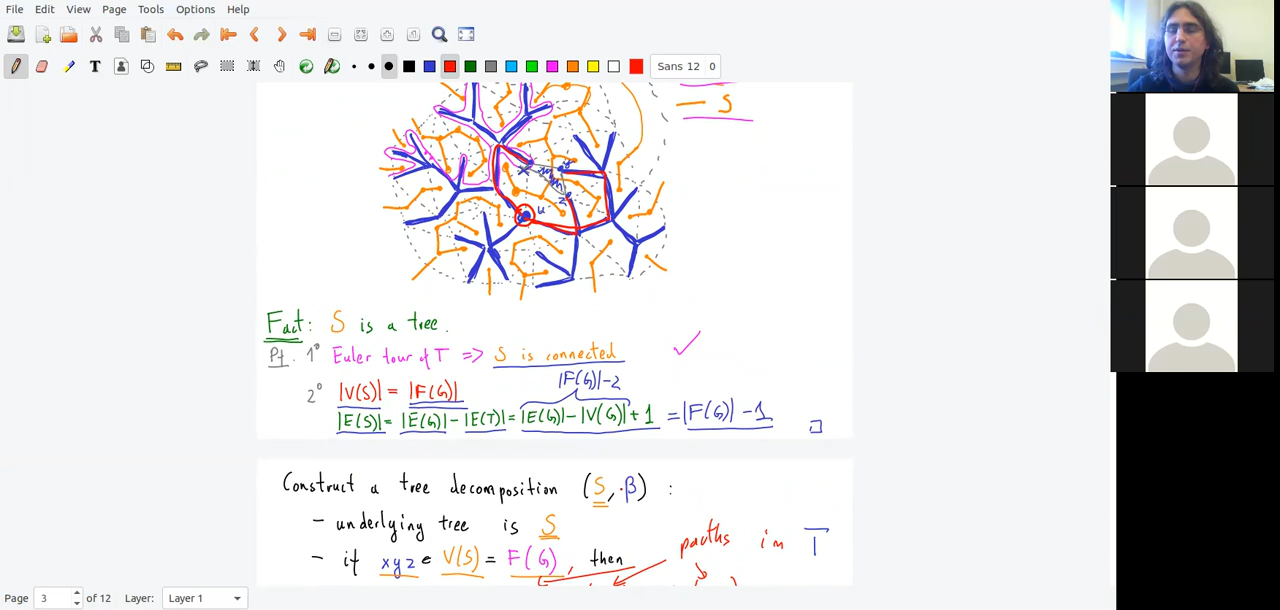 File Edit View Page Tools Options Help
Sans 12 0
— S
x y z u
Fact: S is a tree.
Pf. 1° Euler tour of T => S is connected ✓
|F(G)|-2
2° |V(S)| = |F(G)|
|E(S)| = |E(G)| - |E(T)| = |E(G)| - |V(G)| + 1 = |F(G)| - 1 □
Construct a tree decomposition (S, β) :
- underlying tree is S
- if xyz ∈ V(S) = F(G), then
paths in T
Page 3 of 12 Layer: Layer 1